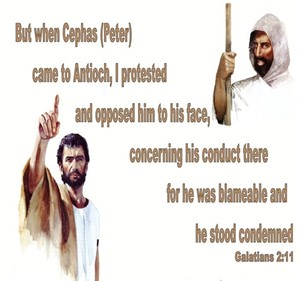 But when Cephas (Peter)
came to Antioch, I protested
and opposed him to his face,
concerning his conduct there
for he was blameable and
he stood condemned
Galatians 2:11